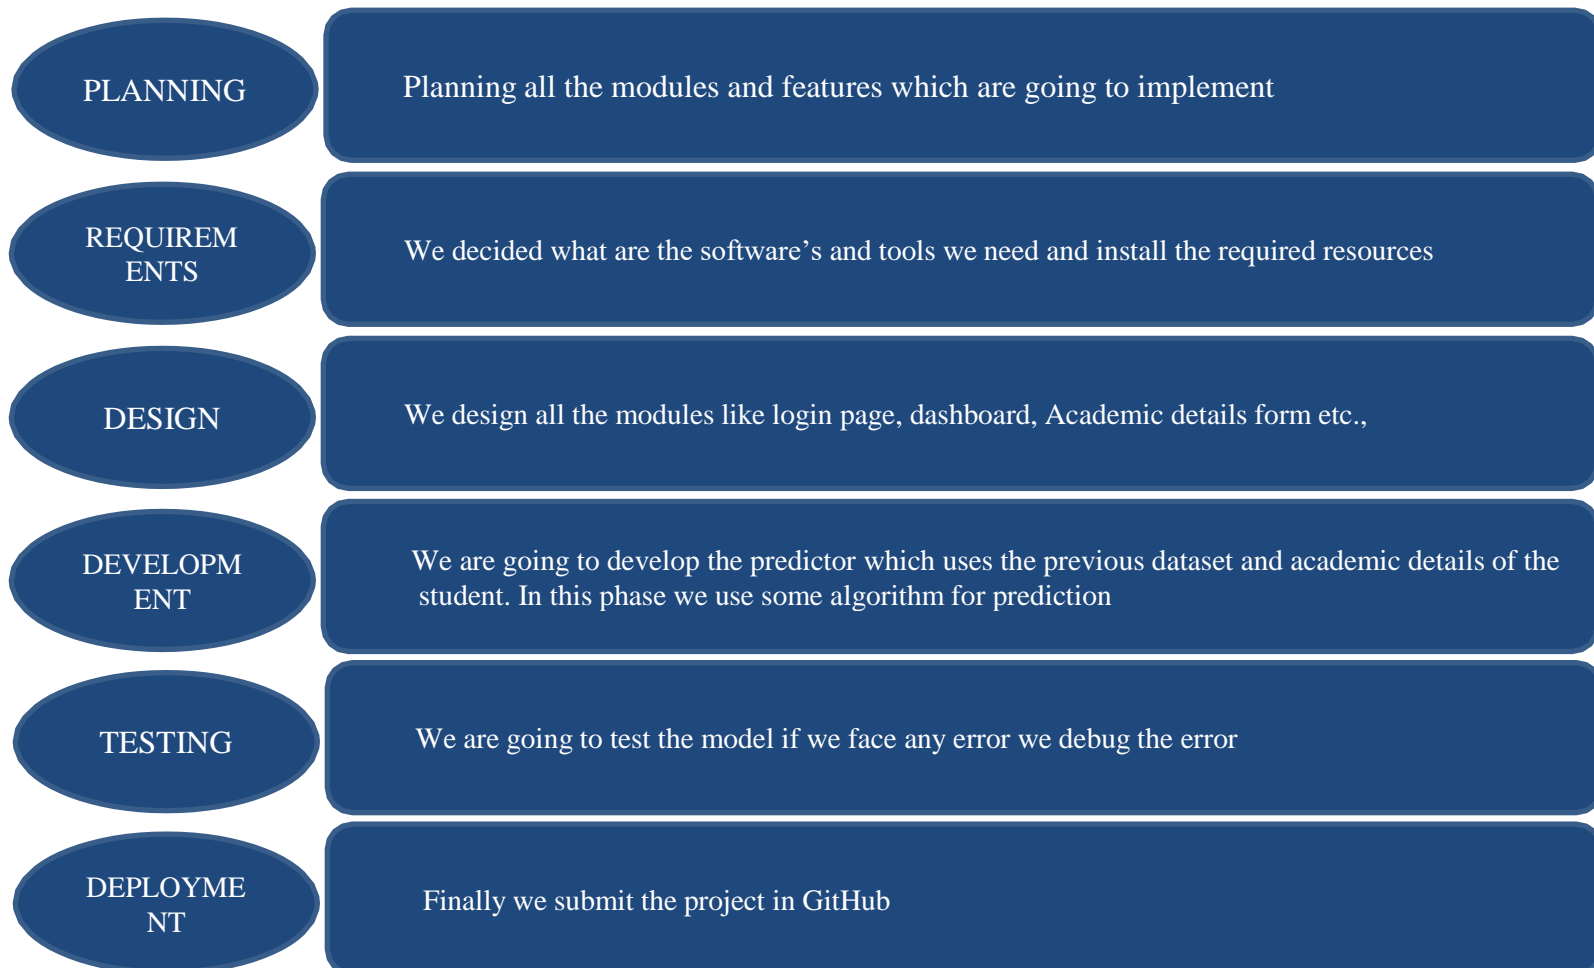 PLANNING
Planning all the modules and features which are going to implement
REQUIREM
ENTS
We decided what are the software’s and tools we need and install the required resources
DESIGN
We design all the modules like login page, dashboard, Academic details form etc.,
DEVELOPM
ENT
We are going to develop the predictor which uses the previous dataset and academic details of the
student. In this phase we use some algorithm for prediction
TESTING
We are going to test the model if we face any error we debug the error
DEPLOYME
NT
Finally we submit the project in GitHub